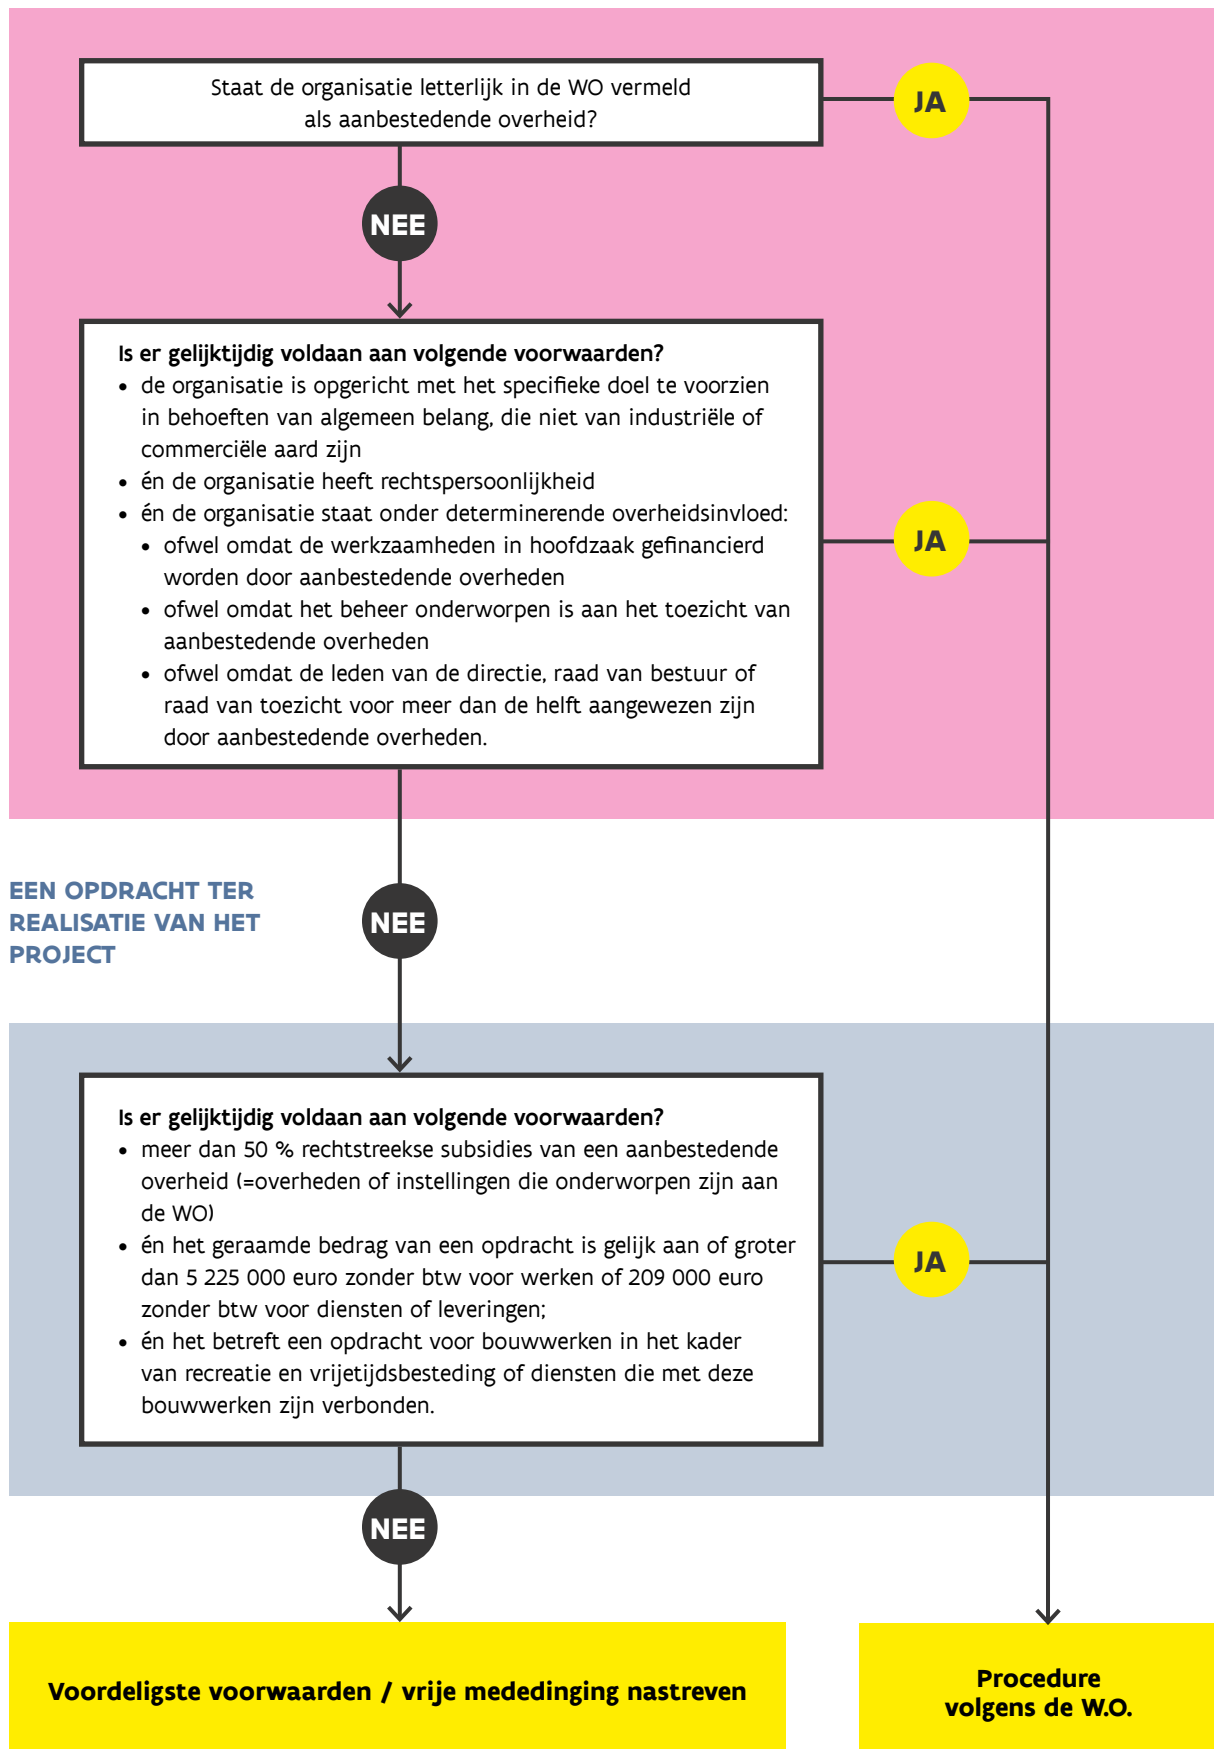 Staat de organisatie letterlijk in de WO vermeld
als aanbestedende overheid?
JA
NEE
Is er gelijktijdig voldaan aan volgende voorwaarden?
• de organisatie is opgericht met het specifieke doel te voorzien
in behoeften van algemeen belang, die niet van industriële of
commerciële aard zijn
• én de organisatie heeft rechtspersoonlijkheid
• én de organisatie staat onder determinerende overheidsinvloed:
• ofwel omdat de werkzaamheden in hoofdzaak gefinancierd
worden door aanbestedende overheden
• ofwel omdat het beheer onderworpen is aan het toezicht van
aanbestedende overheden
• ofwel omdat de leden van de directie, raad van bestuur of
raad van toezicht voor meer dan de helft aangewezen zijn
door aanbestedende overheden.
JA
EEN OPDRACHT TER
REALISATIE VAN HET
PROJECT
NEE
Is er gelijktijdig voldaan aan volgende voorwaarden?
• meer dan 50 % rechtstreekse subsidies van een aanbestedende
overheid (=overheden of instellingen die onderworpen zijn aan
de WO)
• én het geraamde bedrag van een opdracht is gelijk aan of groter
dan 5 225 000 euro zonder btw voor werken of 209 000 euro
zonder btw voor diensten of leveringen;
• én het betreft een opdracht voor bouwwerken in het kader
van recreatie en vrijetijdsbesteding of diensten die met deze
bouwwerken zijn verbonden.
JA
NEE
Voordeligste voorwaarden / vrije mededinging nastreven
Procedure
volgens de W.O.